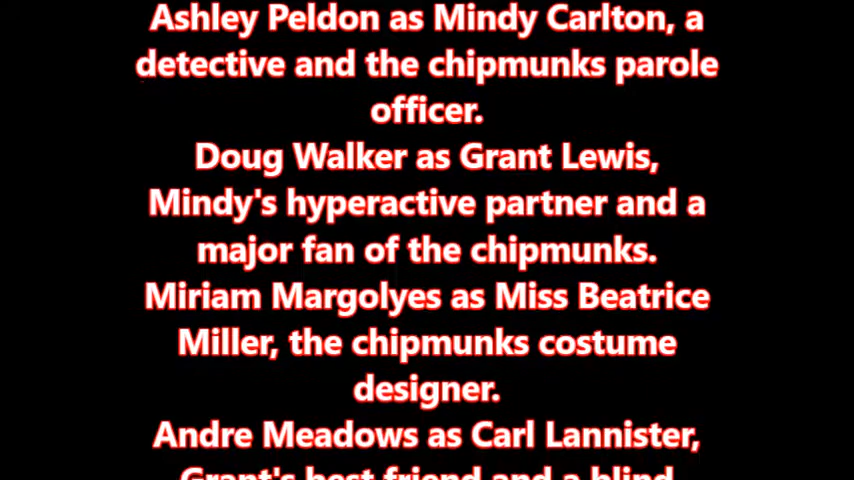 Ashley Peldon as Mindy Carlton, a
detective and the chipmunks parole
officer.
Doug Walker as Grant Lewis,
Mindy's hyperactive partner and a
major fan of the chipmunks.
Miriam Margolyes as Miss Beatrice
Miller, the chipmunks costume
designer.
Andre Meadows as Carl Lannister,
Grant's best friend and a blind